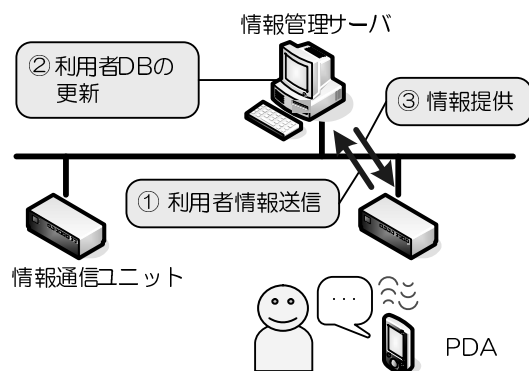 情報管理サーバ
② 利用者DBの
更新
③ 情報提供
① 利用者情報送信
情報通信ユニット
...
PDA